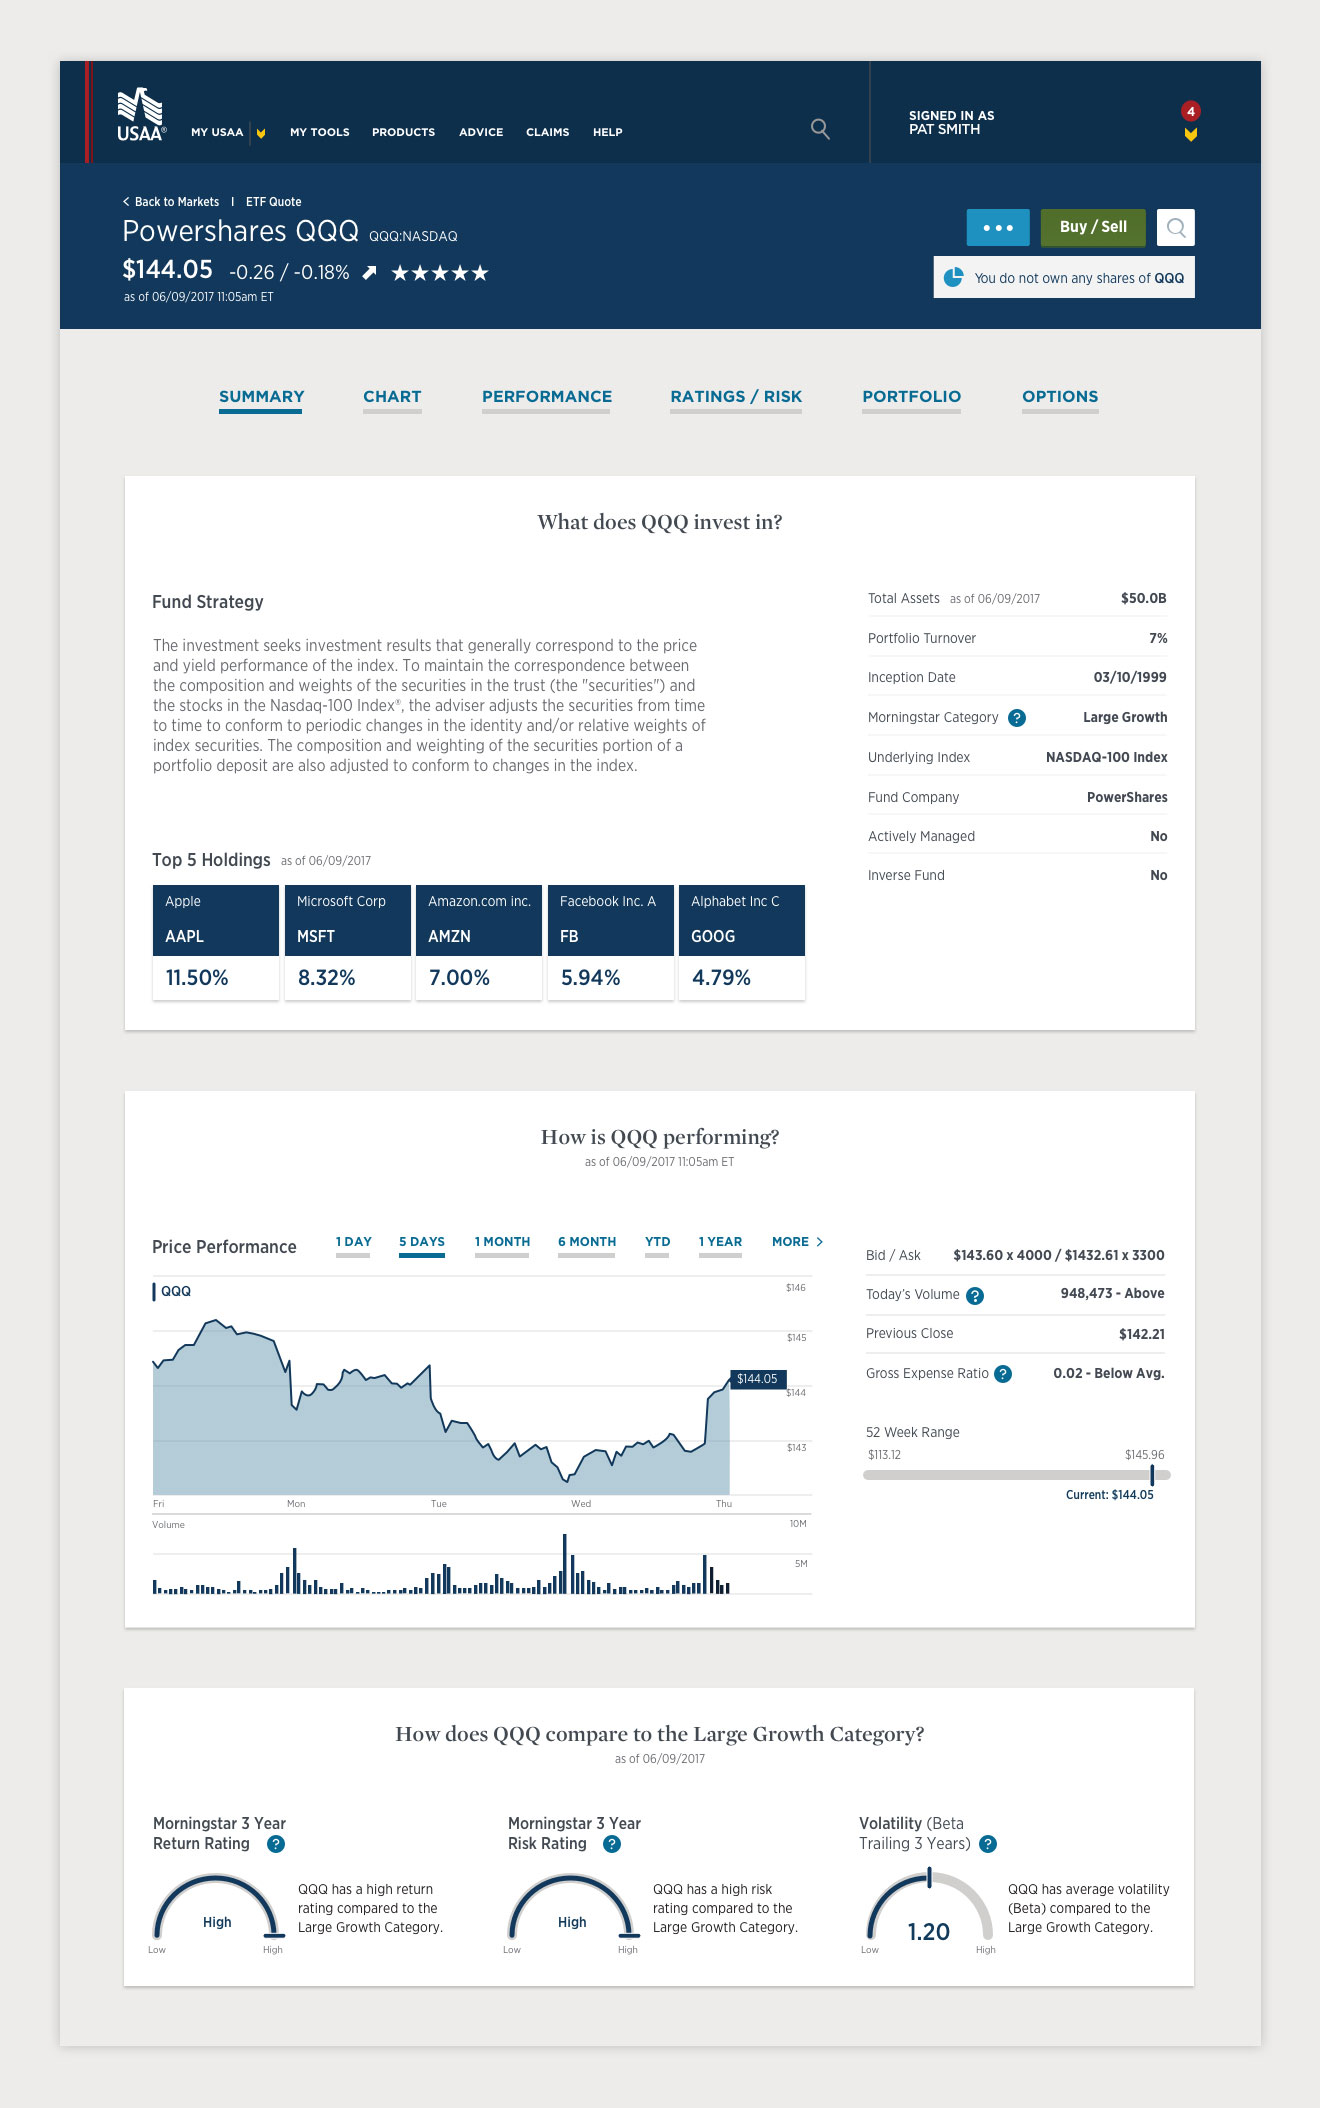 USAA®
MY USAA
MY TOOLS
PRODUCTS
ADVICE
CLAIMS
HELP
SIGNED IN AS
PAT SMITH
4
Back to Markets | ETF Quote
Powershares QQQ QQQ:NASDAQ
$144.05 -0.26 / -0.18%
as of 06/09/2017 11:05am ET
Buy / Sell
You do not own any shares of QQQ
SUMMARY
CHART
PERFORMANCE
RATINGS / RISK
PORTFOLIO
OPTIONS
What does QQQ invest in?
Fund Strategy
The investment seeks investment results that generally correspond to the price
and yield performance of the index. To maintain the correspondence between
the composition and weights of the securities in the trust (the "securities") and
the stocks in the Nasdaq-100 Index®, the adviser adjusts the securities from time
to time to conform to periodic changes in the identity and/or relative weights of
index securities. The composition and weighting of the securities portion of a
portfolio deposit are also adjusted to conform to changes in the index.
Total Assets as of 06/09/2017 $50.0B
Portfolio Turnover 7%
Inception Date 03/10/1999
Morningstar Category ? Large Growth
Underlying Index NASDAQ-100 Index
Fund Company PowerShares
Actively Managed No
Inverse Fund No
Top 5 Holdings as of 06/09/2017
Apple
AAPL
11.50%
Microsoft Corp
MSFT
8.32%
Amazon.com inc.
AMZN
7.00%
Facebook Inc. A
FB
5.94%
Alphabet Inc C
GOOG
4.79%
How is QQQ performing?
as of 06/09/2017 11:05am ET
Price Performance
1 DAY
5 DAYS
1 MONTH
6 MONTH
YTD
1 YEAR
MORE
QQQ
$146
$145
$144.05
$144
$143
Fri
Mon
Tue
Wed
Thu
Volume
10M
5M
Bid / Ask $143.60 x 4000 / $1432.61 x 3300
Today's Volume ? 948,473 - Above
Previous Close $142.21
Gross Expense Ratio ? 0.02 - Below Avg.
52 Week Range
$113.12 $145.96
Current: $144.05
How does QQQ compare to the Large Growth Category?
as of 06/09/2017
Morningstar 3 Year
Return Rating ?
High
Low
High
QQQ has a high return
rating compared to the
Large Growth Category.
Morningstar 3 Year
Risk Rating ?
High
Low
High
QQQ has a high risk
rating compared to the
Large Growth Category.
Volatility (Beta
Trailing 3 Years) ?
1.20
Low
High
QQQ has average volatility
(Beta) compared to the
Large Growth Category.